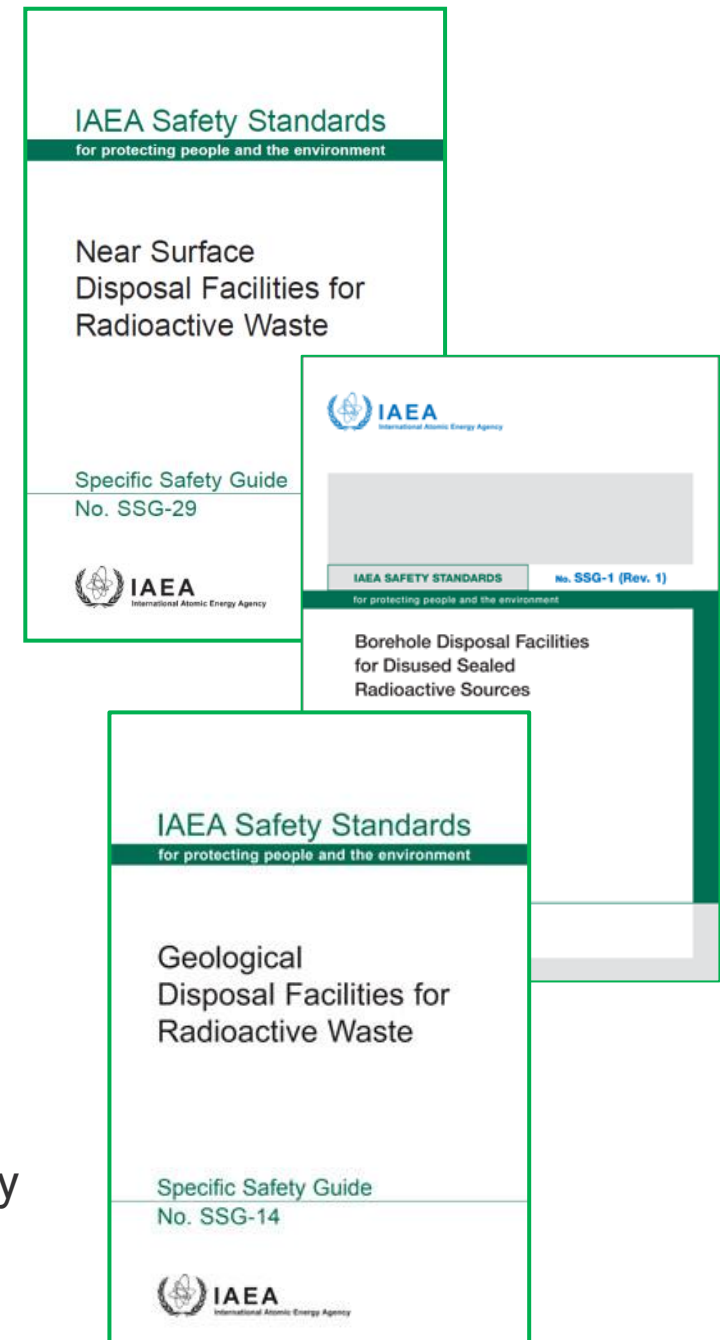 IAEA Safety Standards
for protecting people and the environment
Near Surface
Disposal Facilities for
Radioactive Waste
Specific Safety Guide
No. SSG-29
IAEA
International Atomic Energy Agency
IAEA
International Atomic Energy Agency
IAEA SAFETY STANDARDS
No. SSG-1 (Rev. 1)
for protecting people and the environment
Borehole Disposal Facilities
for Disused Sealed
Radioactive Sources
IAEA Safety Standards
for protecting people and the environment
Geological
Disposal Facilities for
Radioactive Waste
y
Specific Safety Guide
No. SSG-14
IAEA
International Atomic Energy Agency